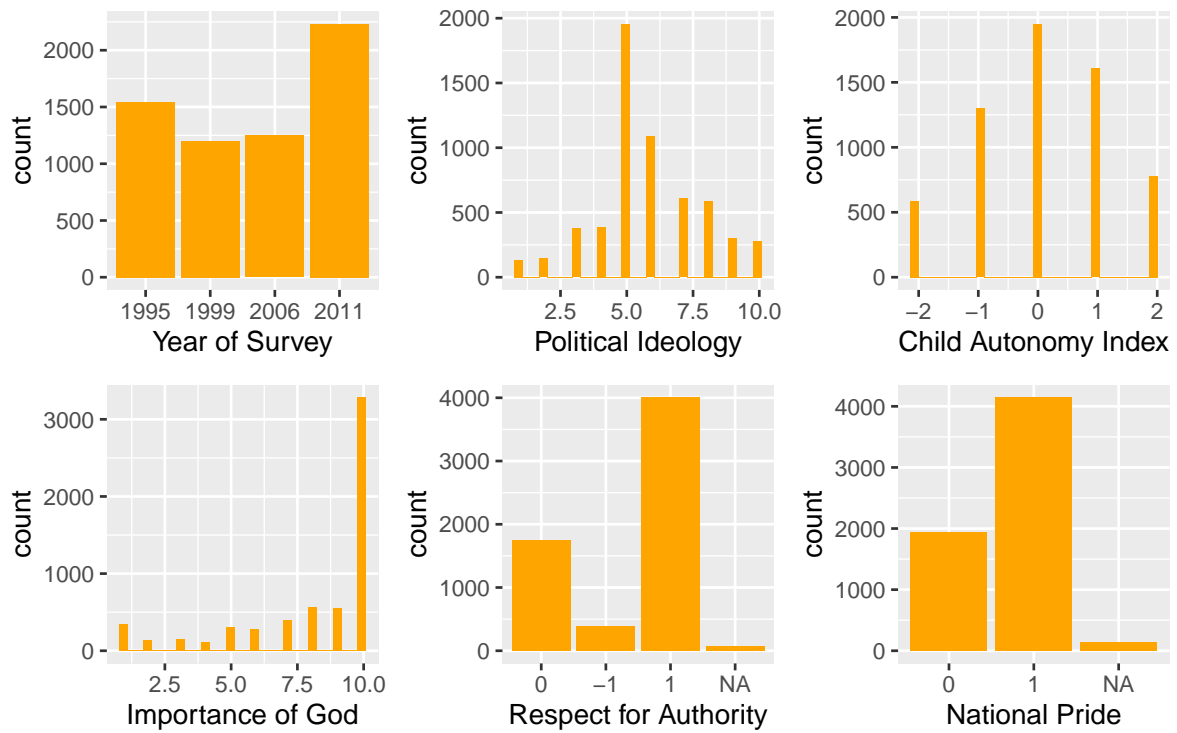 count
2000
1500
1000
500
0
1995 1999 2006 2011
Year of Survey
count
2000
1500
1000
500
0
2.5 5.0 7.5 10.0
Political Ideology
count
2000
1500
1000
500
0
−2 −1 0 1 2
Child Autonomy Index
count
3000
2000
1000
0
2.5 5.0 7.5 10.0
Importance of God
count
4000
3000
2000
1000
0
0 −1 1 NA
Respect for Authority
count
4000
3000
2000
1000
0
0 1 NA
National Pride